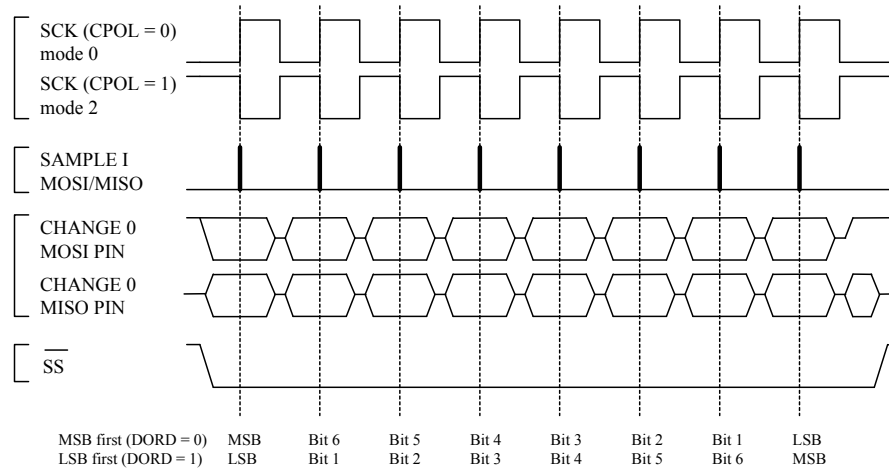 SCK (CPOL = 0)
mode 0
SCK (CPOL = 1)
mode 2
SAMPLE I
MOSI/MISO
CHANGE 0
MOSI PIN
CHANGE 0
MISO PIN
SS
MSB first (DORD = 0) MSB Bit 6 Bit 5 Bit 4 Bit 3 Bit 2 Bit 1 LSB
LSB first (DORD = 1) LSB Bit 1 Bit 2 Bit 3 Bit 4 Bit 5 Bit 6 MSB